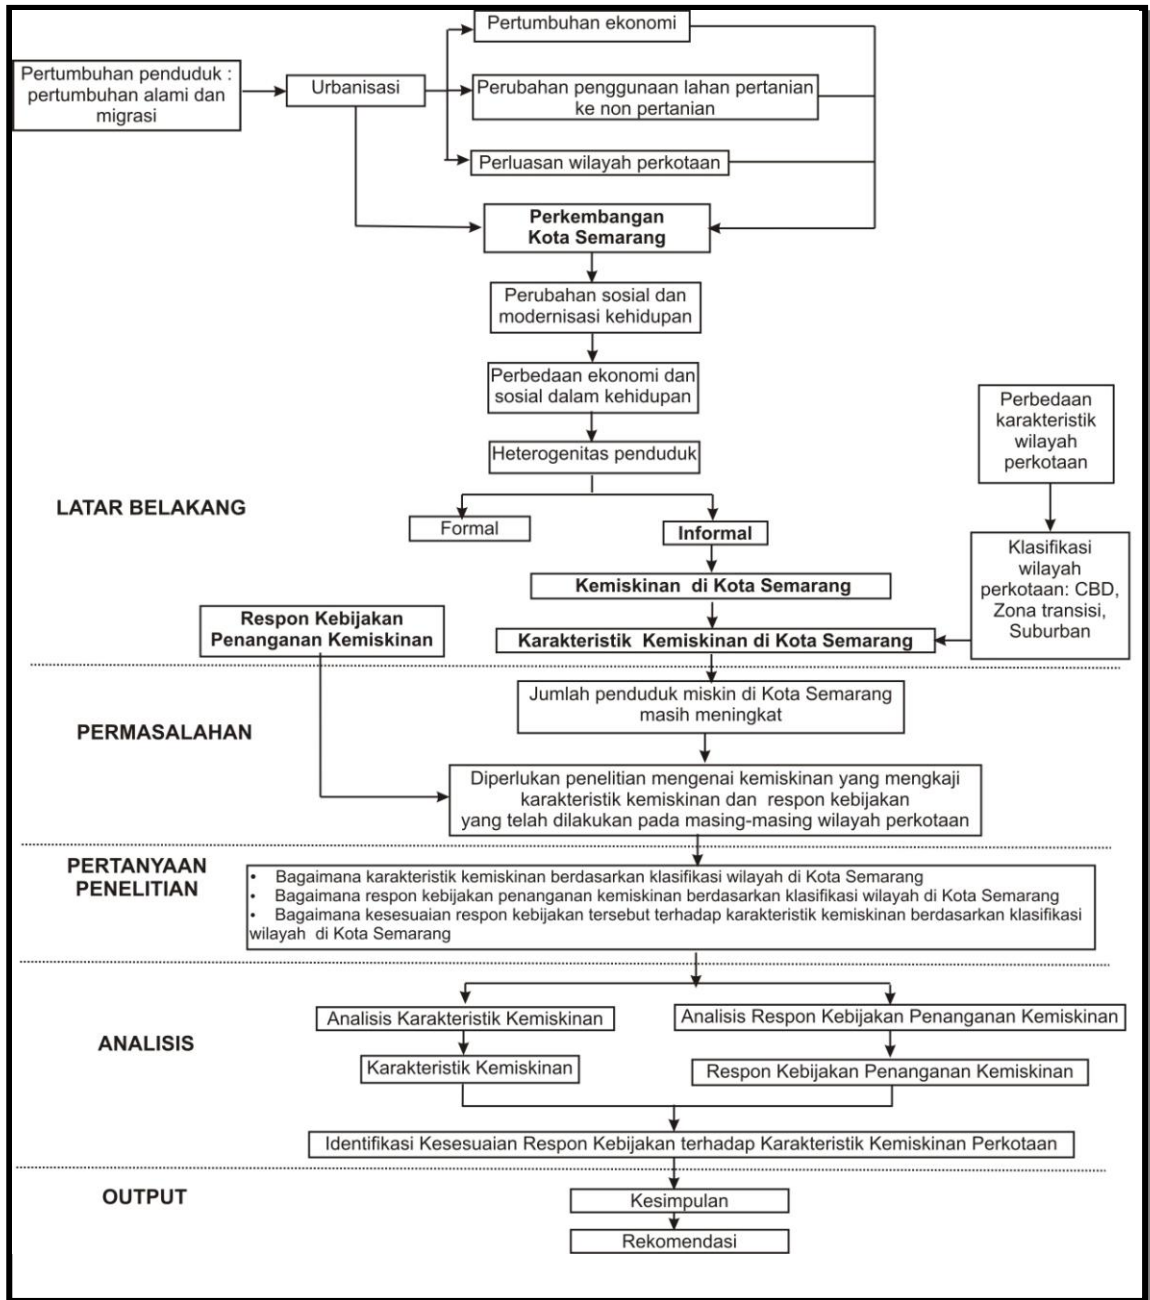 Pertumbuhan ekonomi
Pertumbuhan penduduk :
pertumbuhan alami dan
migrasi
Urbanisasi
Perubahan penggunaan lahan pertanian
ke non pertanian
Perluasan wilayah perkotaan
Perkembangan
Kota Semarang
Perubahan sosial dan
modernisasi kehidupan
Perbedaan ekonomi dan
sosial dalam kehidupan
Perbedaan
karakteristik
wilayah
perkotaan
Heterogenitas penduduk
LATAR BELAKANG
Formal
Informal
Klasifikasi
wilayah
perkotaan: CBD,
Zona transisi,
Suburban
Kemiskinan di Kota Semarang
Respon Kebijakan
Penanganan Kemiskinan
Karakteristik Kemiskinan di Kota Semarang
PERMASALAHAN
Jumlah penduduk miskin di Kota Semarang
masih meningkat
Diperlukan penelitian mengenai kemiskinan yang mengkaji
karakteristik kemiskinan dan respon kebijakan
yang telah dilakukan pada masing-masing wilayah perkotaan
PERTANYAAN
PENELITIAN
• Bagaimana karakteristik kemiskinan berdasarkan klasifikasi wilayah di Kota Semarang
• Bagaimana respon kebijakan penanganan kemiskinan berdasarkan klasifikasi wilayah di Kota Semarang
• Bagaimana kesesuaian respon kebijakan tersebut terhadap karakteristik kemiskinan berdasarkan klasifikasi
wilayah di Kota Semarang
ANALISIS
Analisis Karakteristik Kemiskinan
Analisis Respon Kebijakan Penanganan Kemiskinan
Karakteristik Kemiskinan
Respon Kebijakan Penanganan Kemiskinan
Identifikasi Kesesuaian Respon Kebijakan terhadap Karakteristik Kemiskinan Perkotaan
OUTPUT
Kesimpulan
Rekomendasi